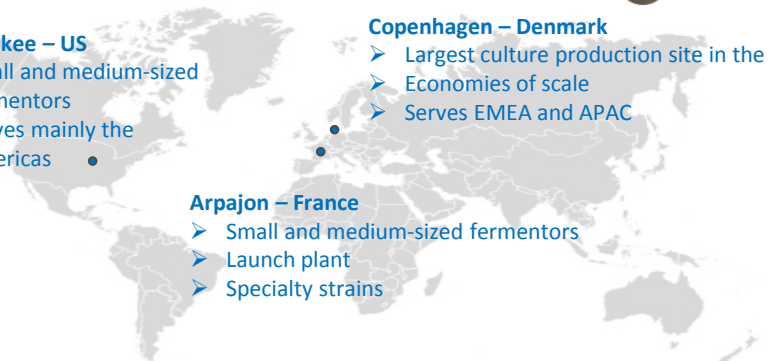 kee – US
all and medium-sized
mentors
ves mainly the
ericas
Copenhagen – Denmark
➢ Largest culture production site in the
➢ Economies of scale
➢ Serves EMEA and APAC
Arpajon – France
➢ Small and medium-sized fermentors
➢ Launch plant
➢ Specialty strains